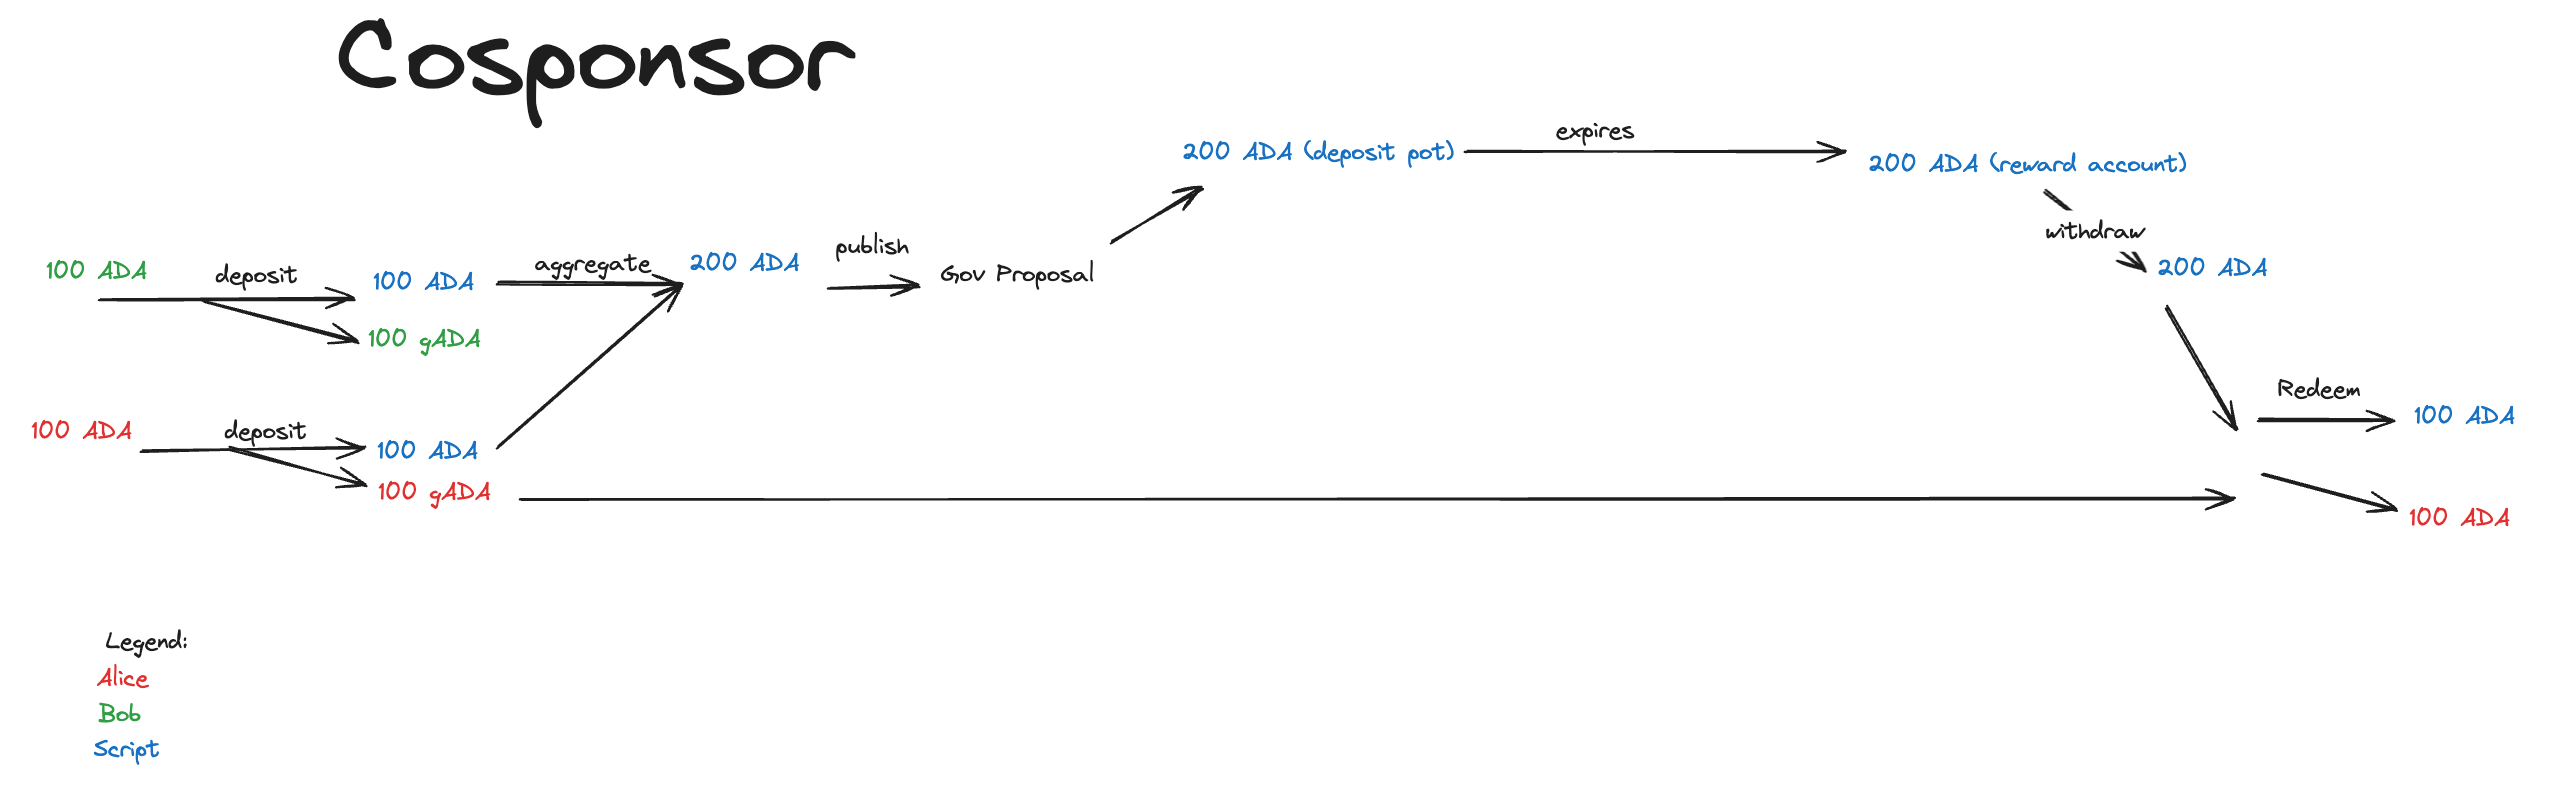 Cosponsor
100 ADA
deposit
100 ADA
100 gADA
aggregate
200 ADA
publish
Gov Proposal
200 ADA (deposit pot)
expires
200 ADA (reward account)
withdraw
200 ADA
100 ADA
deposit
100 ADA
100 gADA
Redeem
100 ADA
100 ADA
Legend:
Alice
Bob
Script